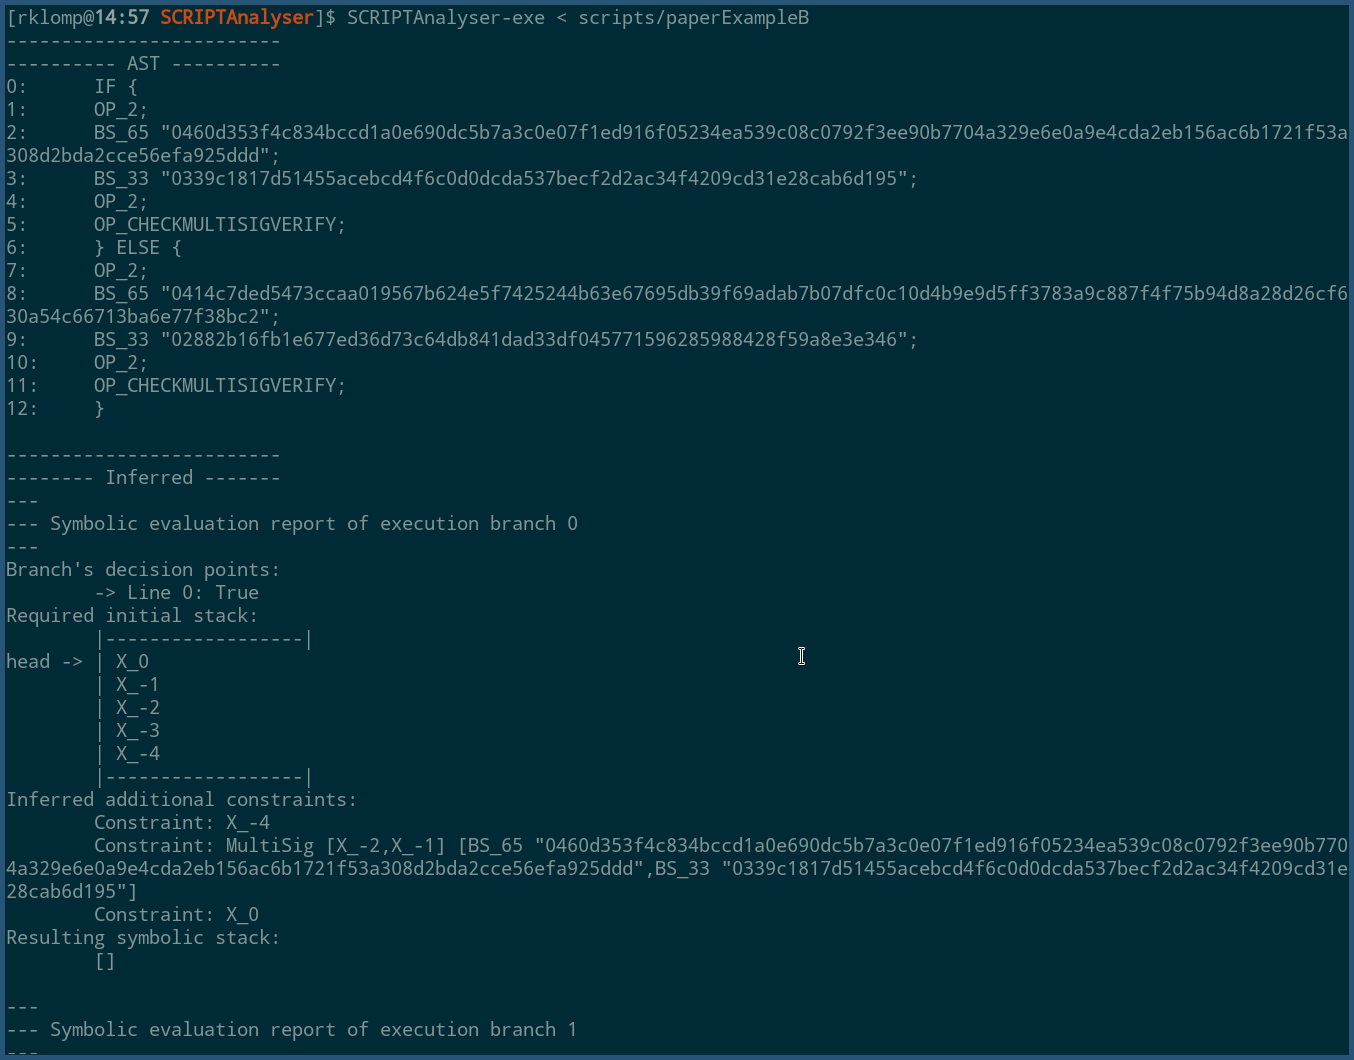 [rklomp@14:57 SCRIPTAnalyser]$ SCRIPTAnalyser-exe < scripts/paperExampleB
-------------------------
---------- AST ----------
0:      IF {
1:      OP_2;
2:      BS_65 "0460d353f4c834bccd1a0e690dc5b7a3c0e07f1ed916f05234ea539c08c0792f3ee90b7704a329e6e0a9e4cda2eb156ac6b1721f53a
308d2bda2cce56efa925ddd";
3:      BS_33 "0339c1817d51455acebcd4f6c0d0dcda537becf2d2ac34f4209cd31e28cab6d195";
4:      OP_2;
5:      OP_CHECKMULTISIGVERIFY;
6:      } ELSE {
7:      OP_2;
8:      BS_65 "0414c7ded5473ccaa019567b624e5f7425244b63e67695db39f69adab7b07dfc0c10d4b9e9d5ff3783a9c887f4f75b94d8a28d26cf6
30a54c66713ba6e77f38bc2";
9:      BS_33 "02882b16fb1e677ed36d73c64db841dad33df045771596285988428f59a8e3e346";
10:     OP_2;
11:     OP_CHECKMULTISIGVERIFY;
12:     }
-------------------------
-------- Inferred -------
---
--- Symbolic evaluation report of execution branch 0
---
Branch's decision points:
        -> Line 0: True
Required initial stack:
        |------------------|
head -> | X_0
        | X_-1
        | X_-2
        | X_-3
        | X_-4
        |------------------|
Inferred additional constraints:
        Constraint: X_-4
        Constraint: MultiSig [X_-2,X_-1] [BS_65 "0460d353f4c834bccd1a0e690dc5b7a3c0e07f1ed916f05234ea539c08c0792f3ee90b770
4a329e6e0a9e4cda2eb156ac6b1721f53a308d2bda2cce56efa925ddd",BS_33 "0339c1817d51455acebcd4f6c0d0dcda537becf2d2ac34f4209cd31e
28cab6d195"]
        Constraint: X_0
Resulting symbolic stack:
        []
---
--- Symbolic evaluation report of execution branch 1
---